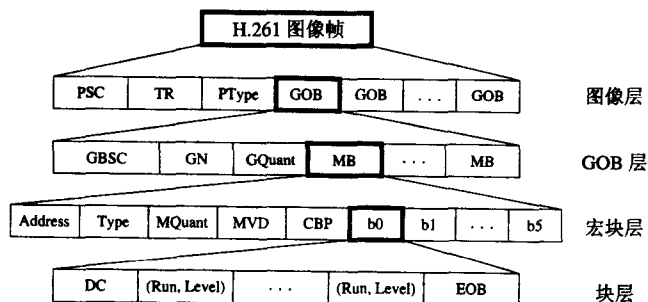 H.261 图像帧
PSC TR PType GOB GOB . . . GOB 图像层
GBSC GN GQuant MB . . . MB GOB 层
Address Type MQuant MVD CBP b0 b1 . . . b5 宏块层
DC (Run, Level) . . . (Run, Level) EOB 块层